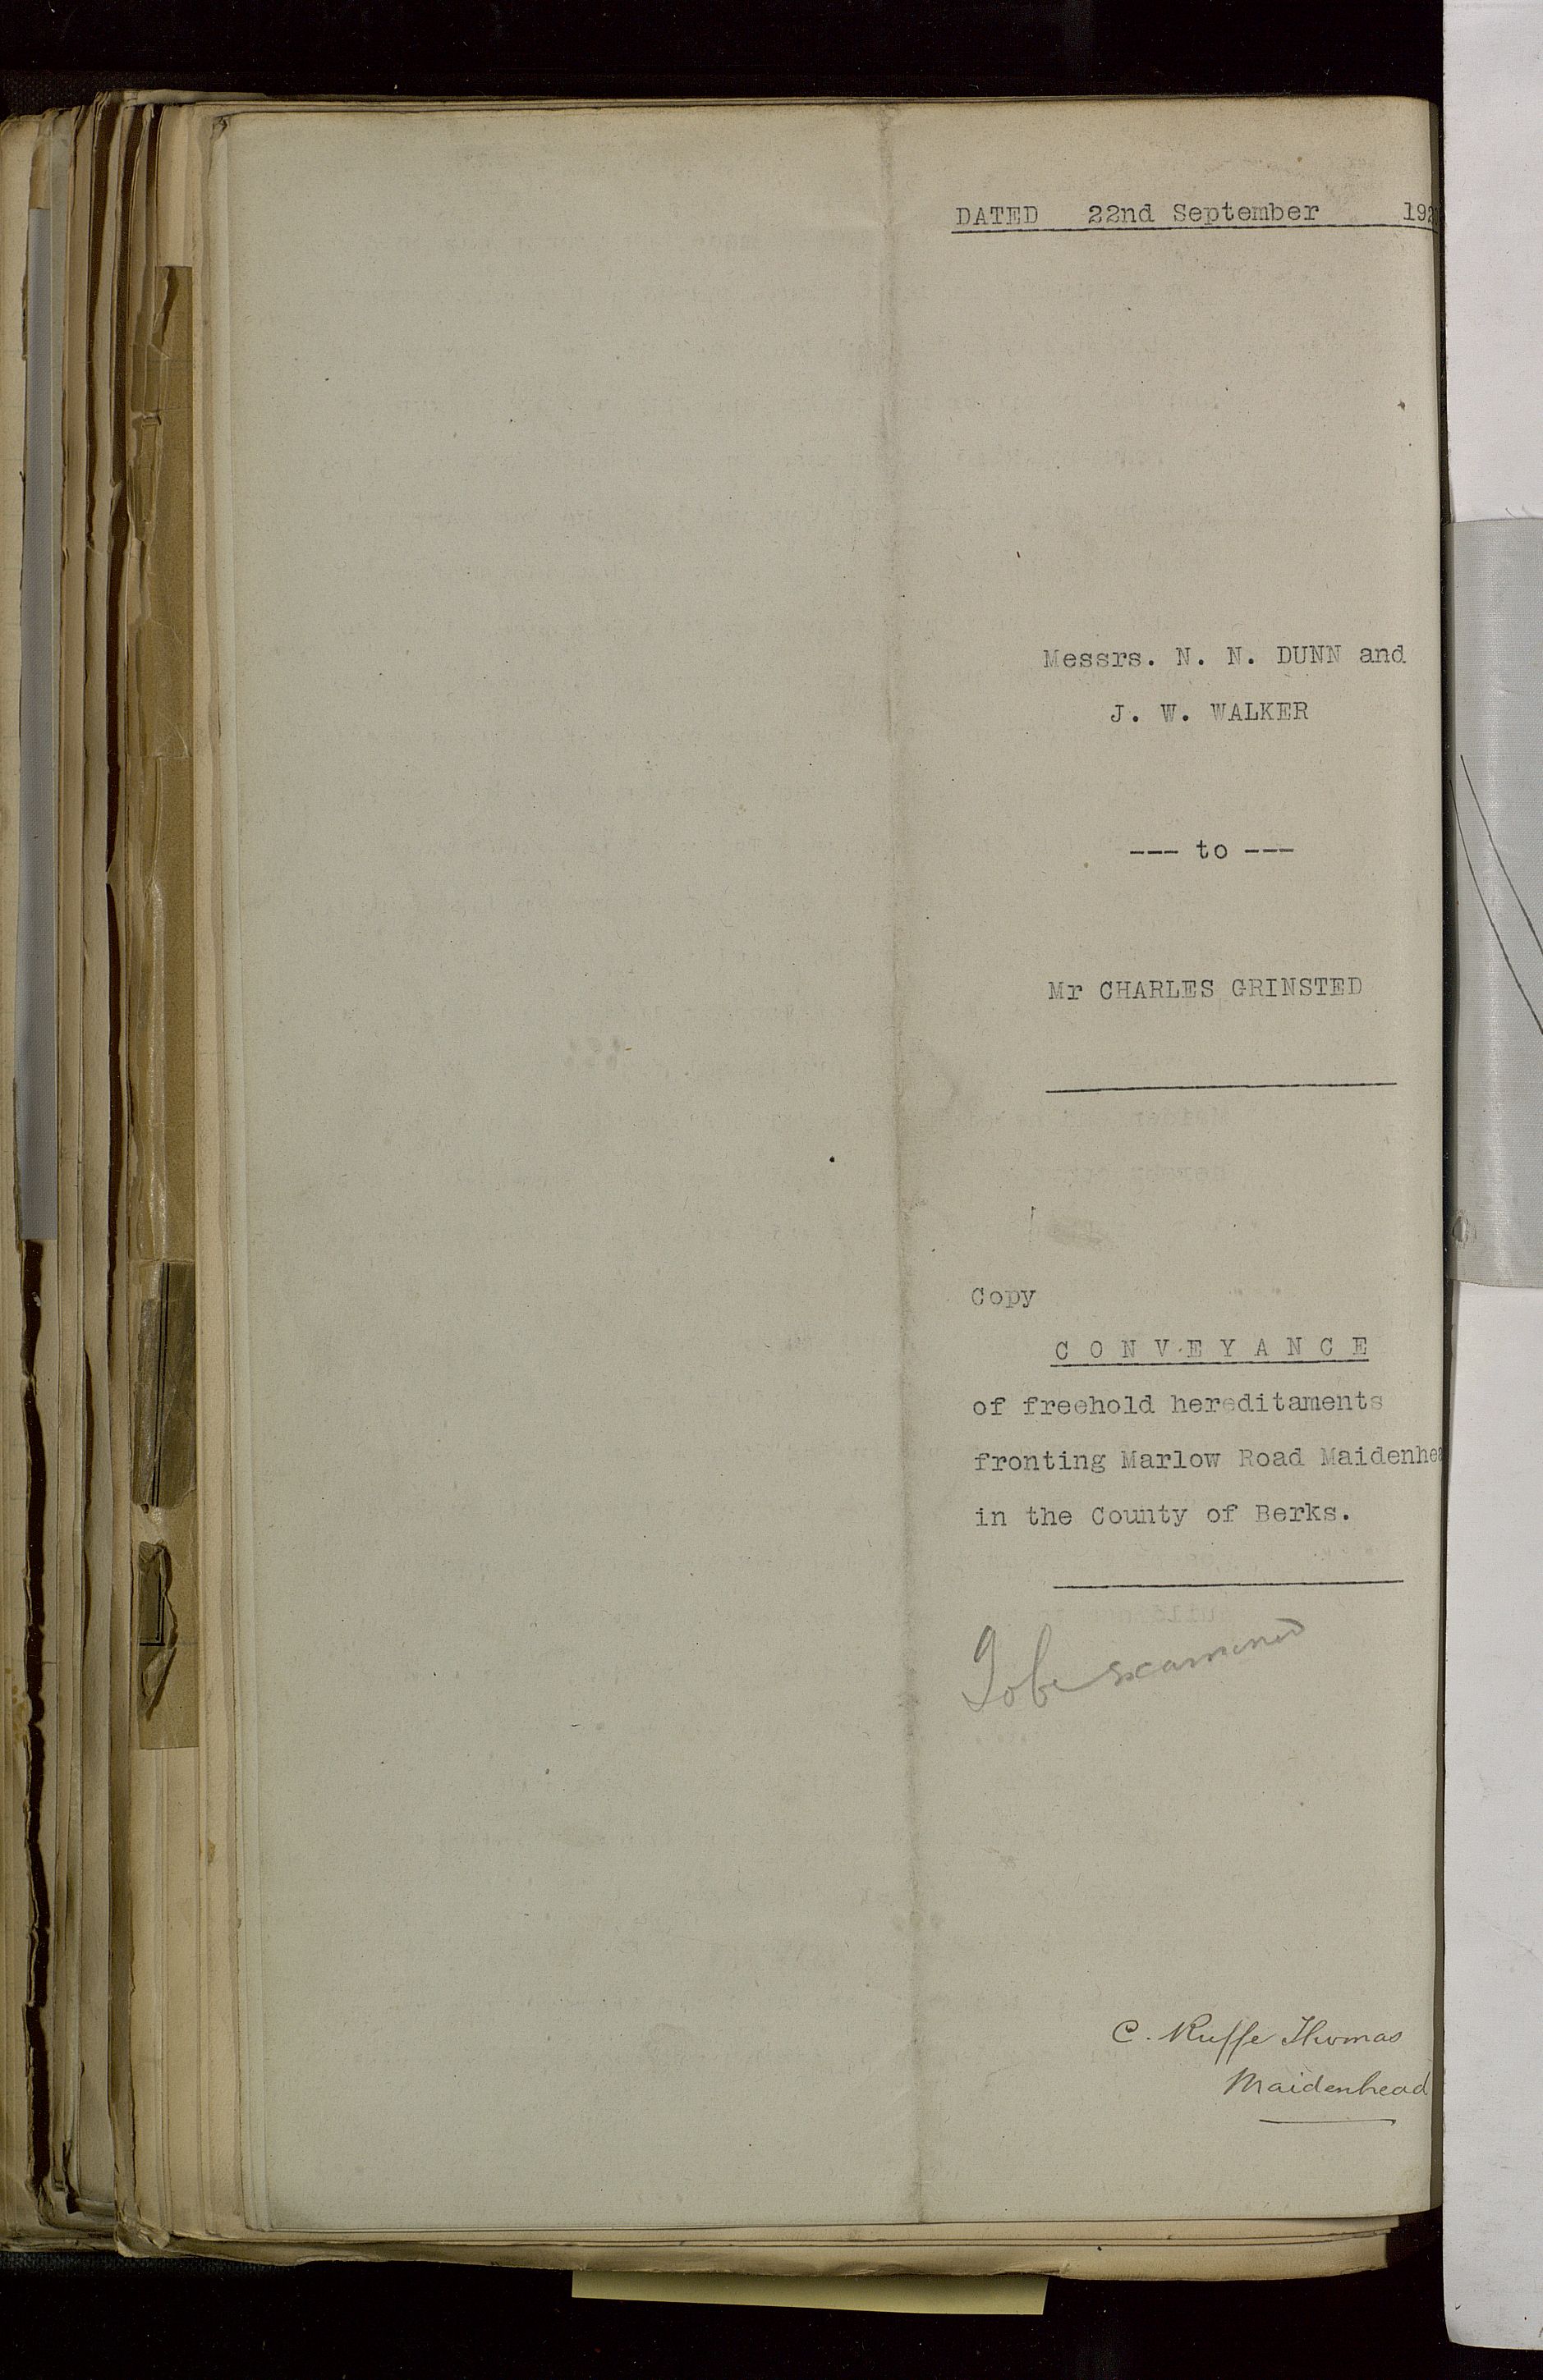 DATED 22nd September 192
Messrs. N. N. DUNN and
J. W. WALKER
--- to ---
Mr CHARLES GRINSTED
Copy
C O N V E Y A N C E
of freehold hereditaments
fronting Marlow Road Maidenhea
in the County of Berks.
To be examined
C. Ruffe Thomas
Maidenhead